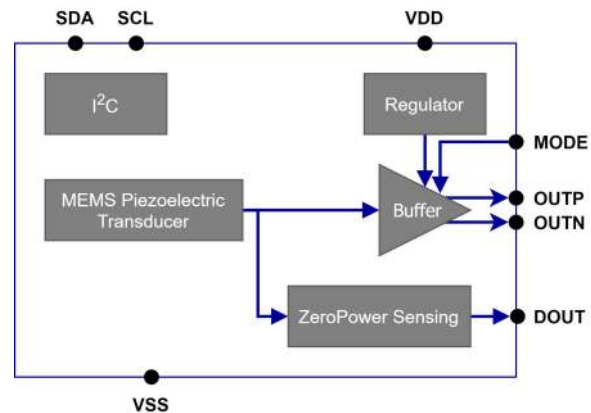 SDA SCL VDD
I²C
Regulator
MODE
MEMS Piezoelectric
Transducer
Buffer
OUTP
OUTN
ZeroPower Sensing
DOUT
VSS